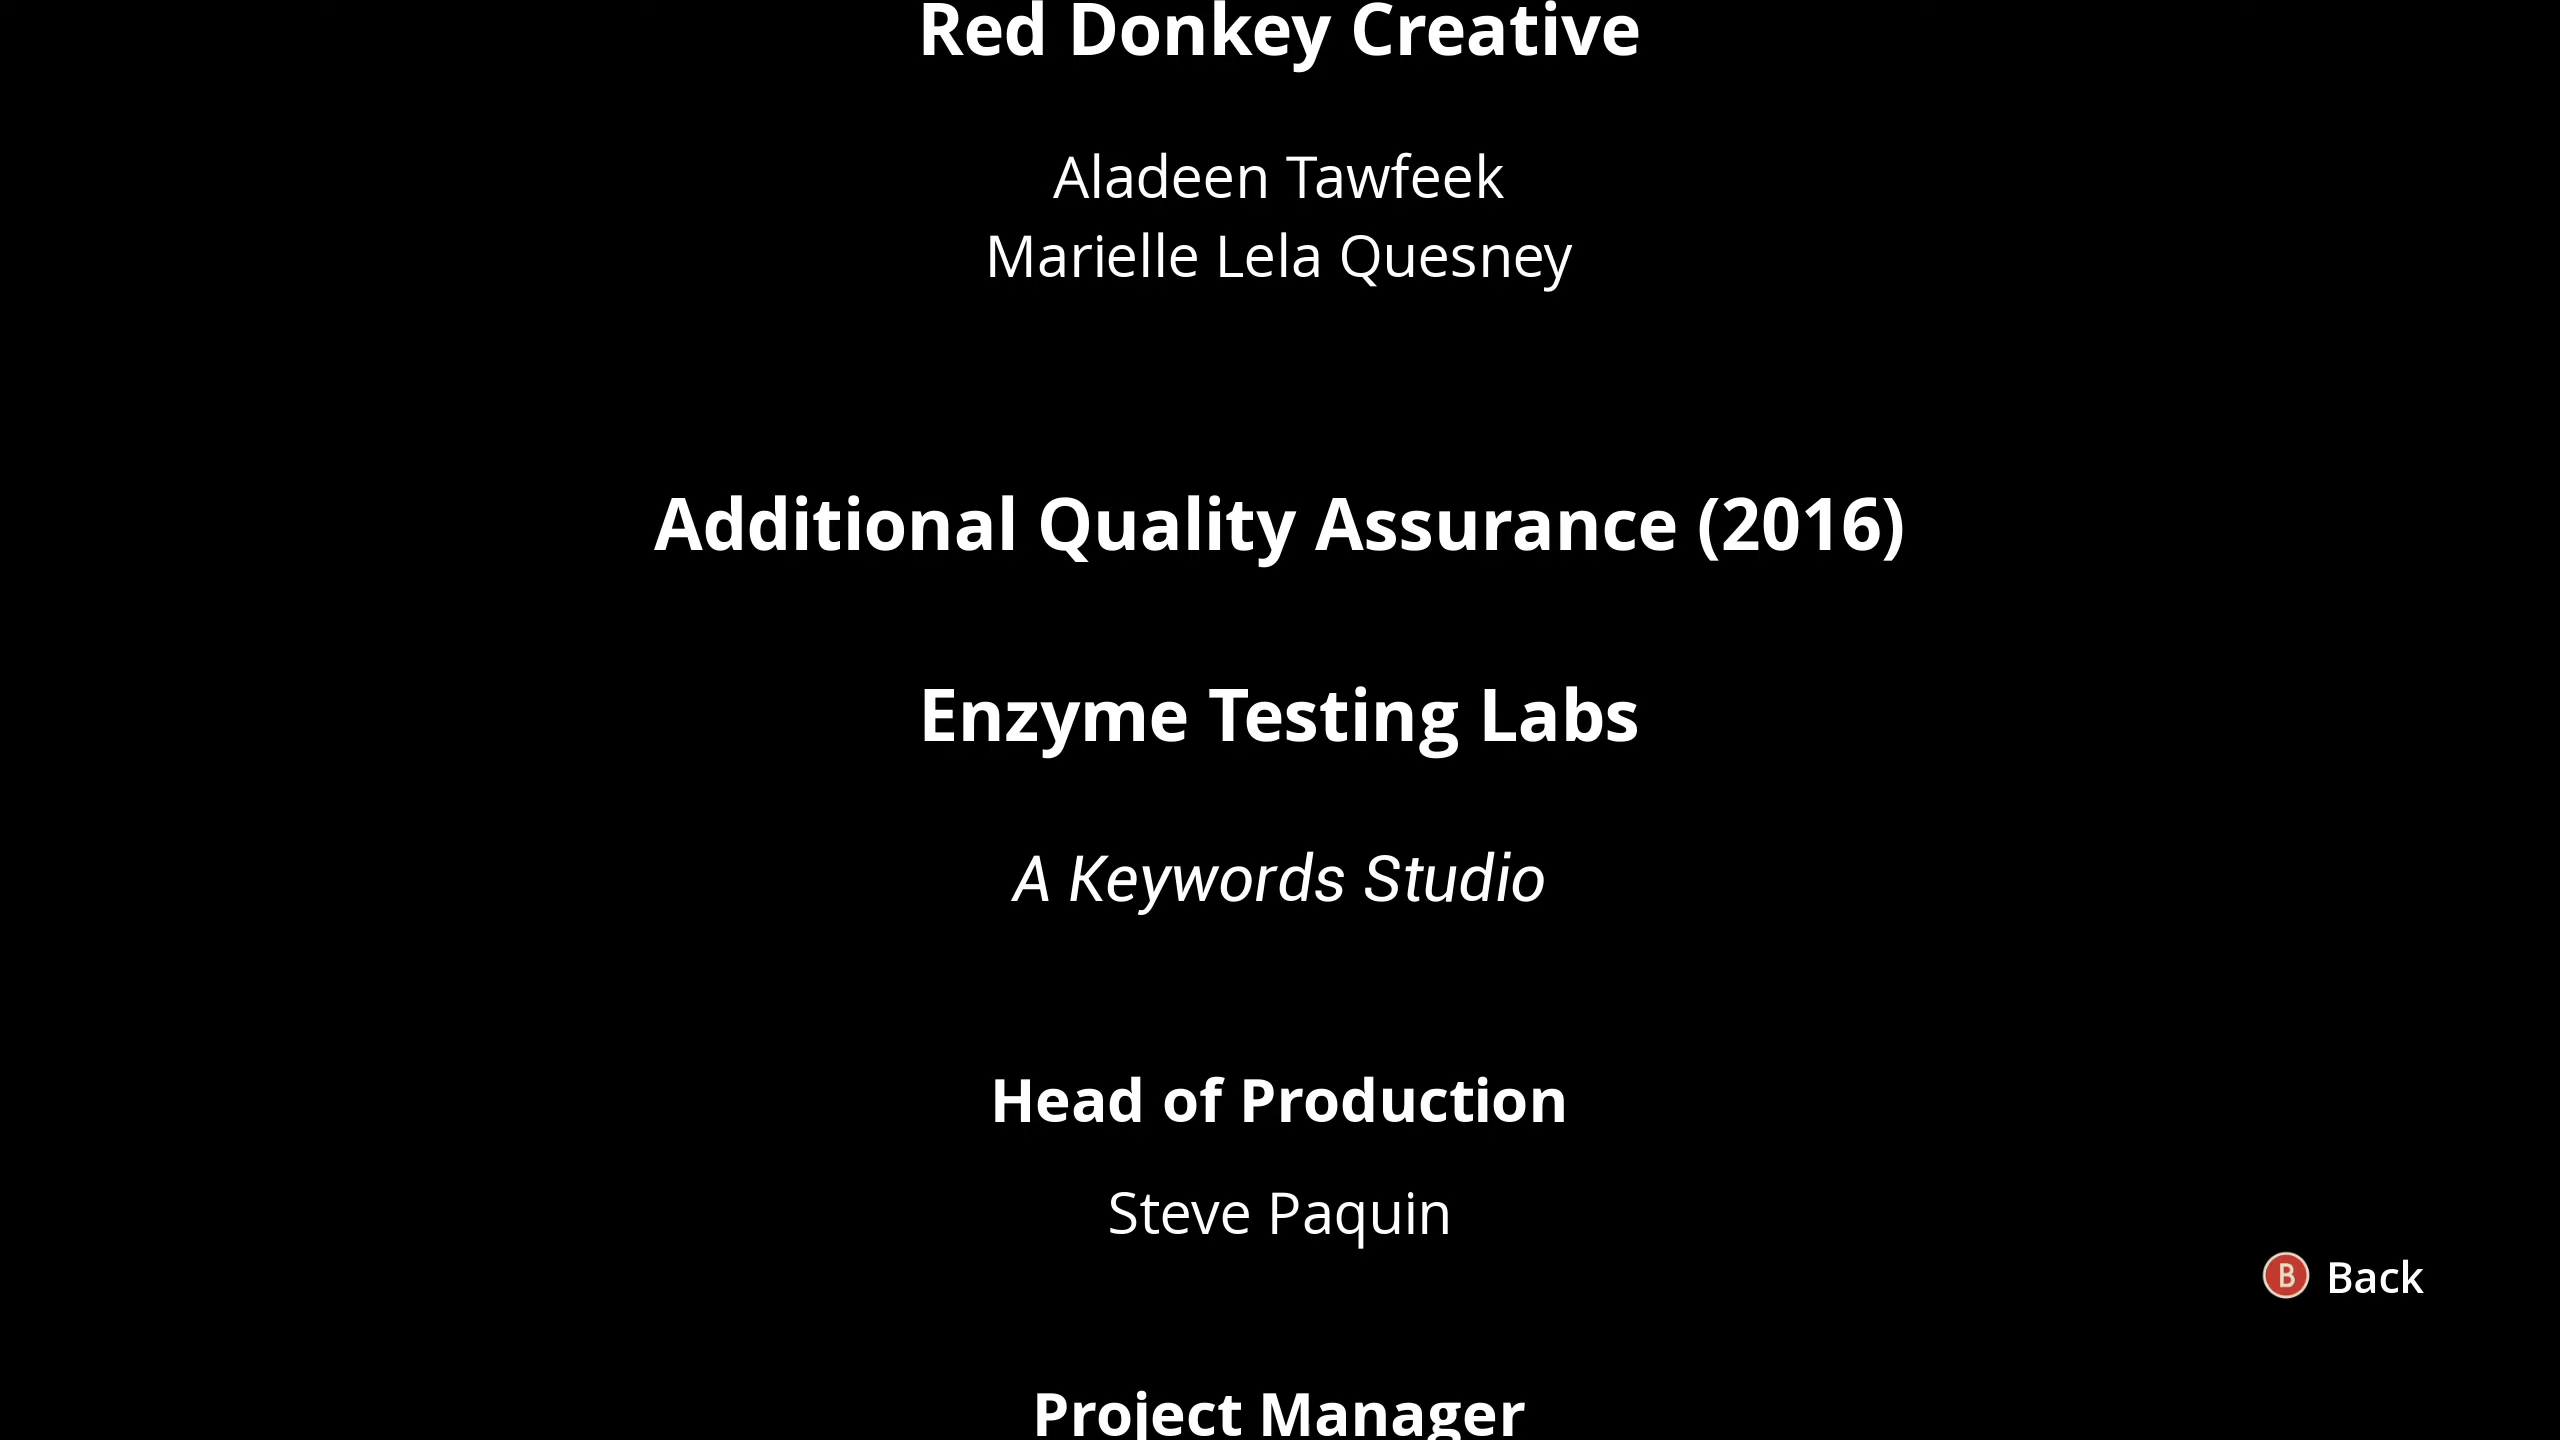 Red Donkey Creative
Aladeen Tawfeek
Marielle Lela Quesney
Additional Quality Assurance (2016)
Enzyme Testing Labs
A Keywords Studio
Head of Production
Steve Paquin
B Back
Project Manager